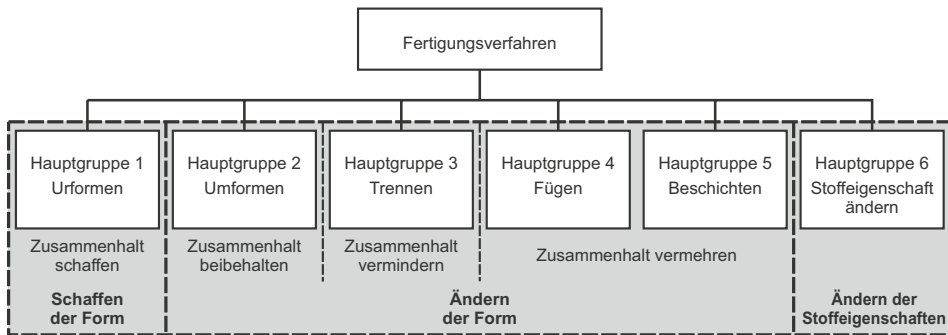 Fertigungsverfahren
Hauptgruppe 1
Urformen
Hauptgruppe 2
Umformen
Hauptgruppe 3
Trennen
Hauptgruppe 4
Fügen
Hauptgruppe 5
Beschichten
Hauptgruppe 6
Stoffeigenschaft
ändern
Zusammenhalt
schaffen
Zusammenhalt
beibehalten
Zusammenhalt
vermindern
Zusammenhalt vermehren
Schaffen
der Form
Ändern
der Form
Ändern der
Stoffeigenschaften